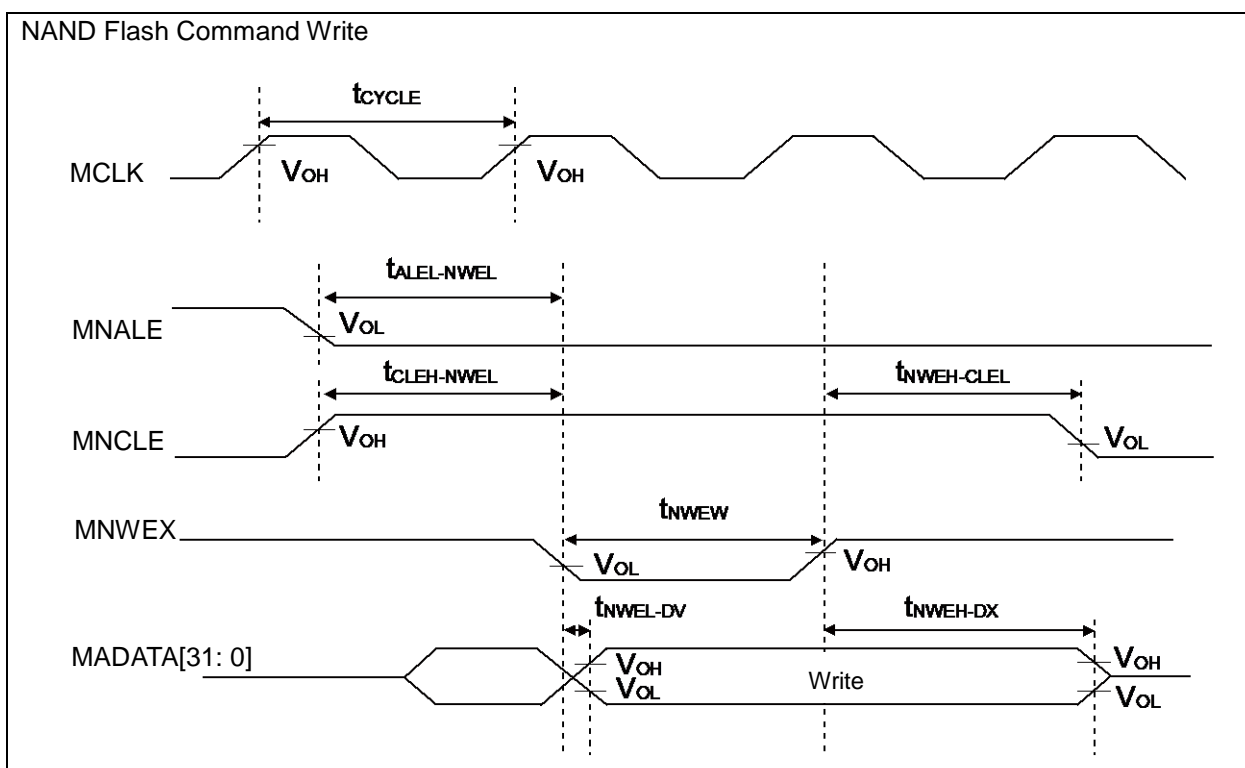 NAND Flash Command Write
tCYCLE
MCLK
VOH
VOH
tALEL-NWEL
MNALE
VOL
tCLEH-NWEL
tNWEH-CLEL
MNCLE
VOH
VOL
tNWEW
MNWEX
VOL
VOH
tNWEL-DV
tNWEH-DX
MADATA[31: 0]
VOH
VOH
VOL
Write
VOL